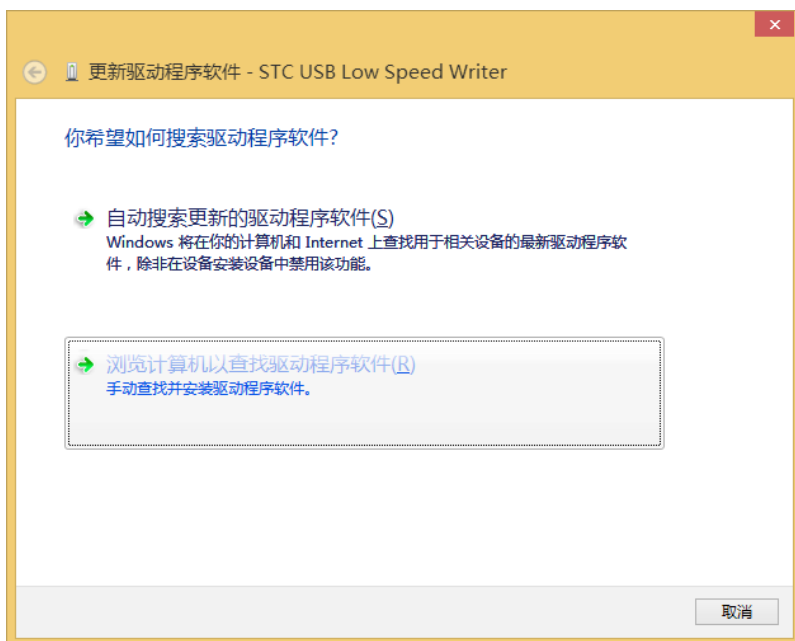 更新驱动程序软件 - STC USB Low Speed Writer
你希望如何搜索驱动程序软件?
自动搜索更新的驱动程序软件(S)
Windows 将在你的计算机和 Internet 上查找用于相关设备的最新驱动程序软
件，除非在设备安装设备中禁用该功能。
浏览计算机以查找驱动程序软件(R)
手动查找并安装驱动程序软件。
取消